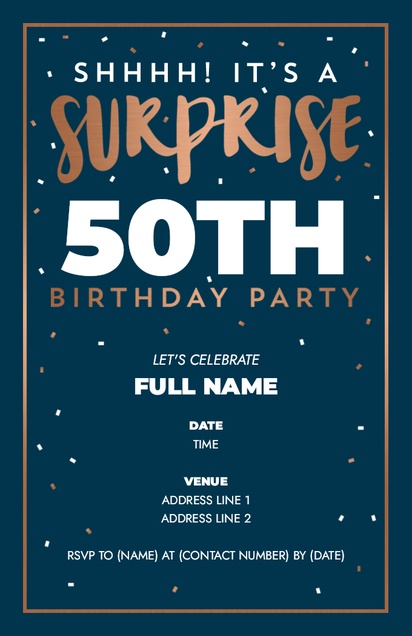 SHHHH! IT'S A
SURPRISE
50TH
BIRTHDAY PARTY
LET'S CELEBRATE
FULL NAME
DATE
TIME
VENUE
ADDRESS LINE 1
ADDRESS LINE 2
RSVP TO (NAME) AT (CONTACT NUMBER) BY (DATE)